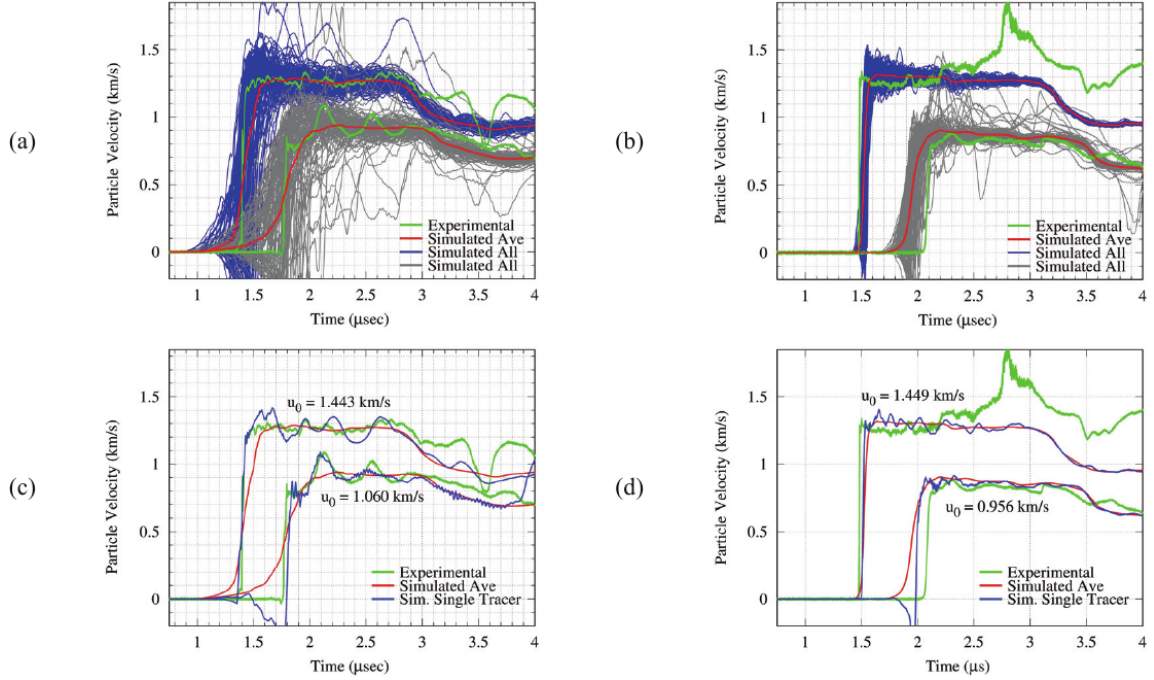 (a)
Particle Velocity (km/s)
1.5
1
0.5
0
Experimental
Simulated Ave
Simulated All
Simulated All
1 1.5 2 2.5 3 3.5 4
Time (μsec)
(b)
Particle Velocity (km/s)
1.5
1
0.5
0
Experimental
Simulated Ave
Simulated All
Simulated All
1 1.5 2 2.5 3 3.5 4
Time (μsec)
(c)
Particle Velocity (km/s)
1.5
1
0.5
0
u0 = 1.443 km/s
u0 = 1.060 km/s
Experimental
Simulated Ave
Sim. Single Tracer
1 1.5 2 2.5 3 3.5 4
Time (μsec)
(d)
Particle Velocity (km/s)
1.5
1
0.5
0
u0 = 1.449 km/s
u0 = 0.956 km/s
Experimental
Simulated Ave
Sim. Single Tracer
1 1.5 2 2.5 3 3.5 4
Time (μs)